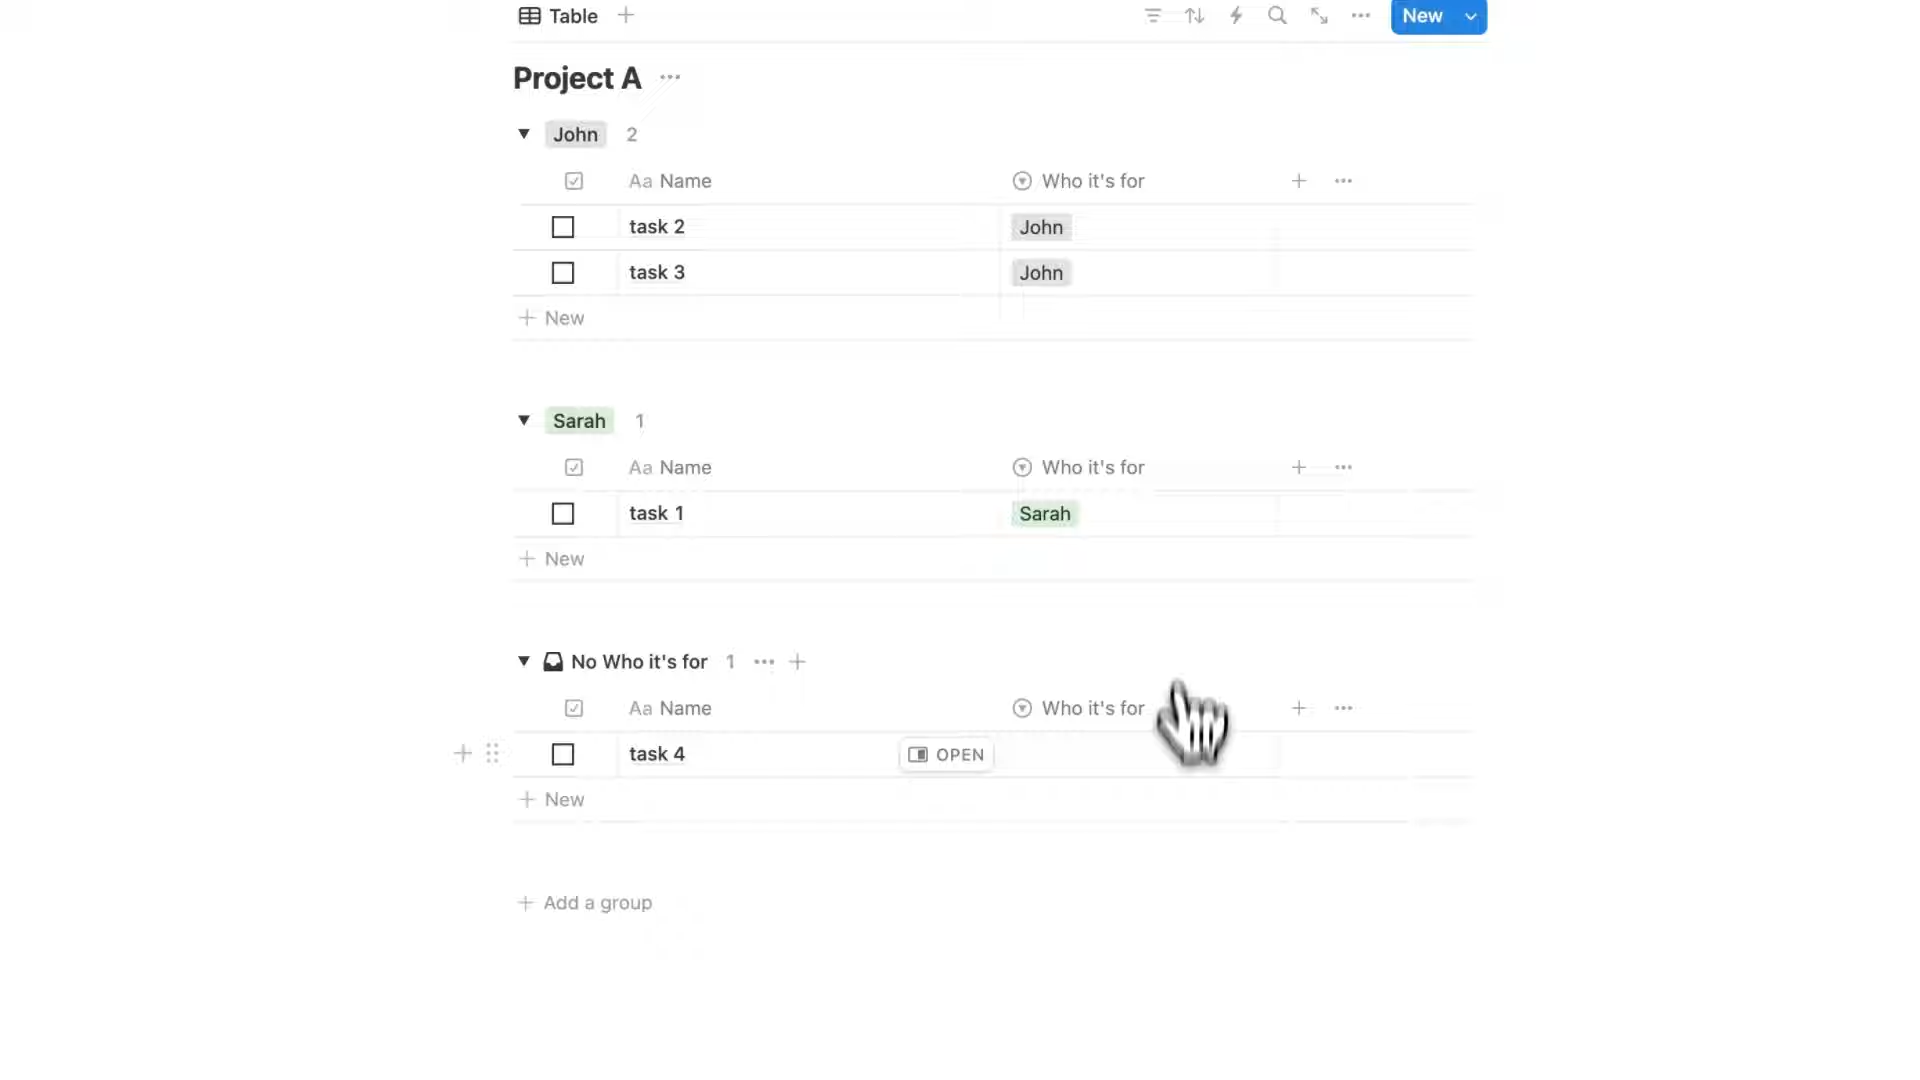 Table
New
Project A
John 2
Aa Name Who it's for
task 2 John
task 3 John
New
Sarah 1
Aa Name Who it's for
task 1 Sarah
New
No Who it's for 1
Aa Name Who it's for
task 4 OPEN
New
Add a group